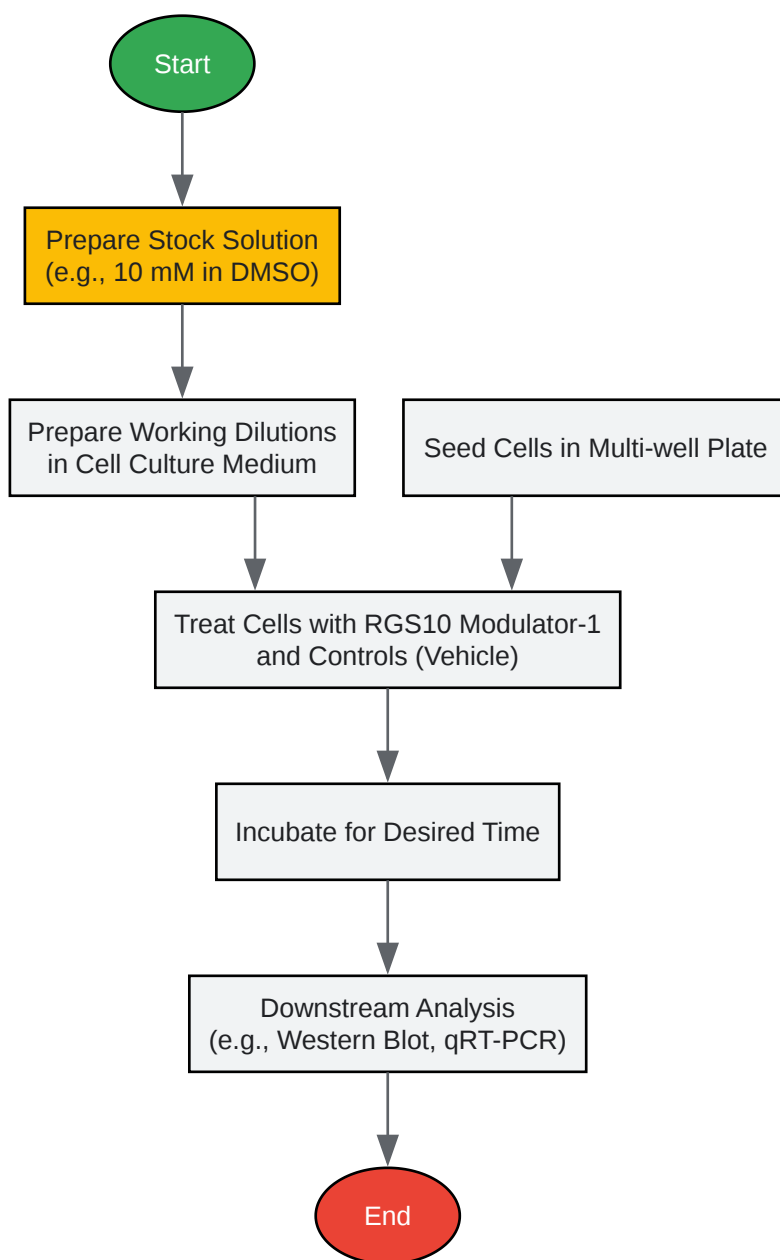 Start
Prepare Stock Solution
(e.g., 10 mM in DMSO)
Prepare Working Dilutions
in Cell Culture Medium
Seed Cells in Multi-well Plate
Treat Cells with RGS10 Modulator-1
and Controls (Vehicle)
Incubate for Desired Time
Downstream Analysis
(e.g., Western Blot, qRT-PCR)
End